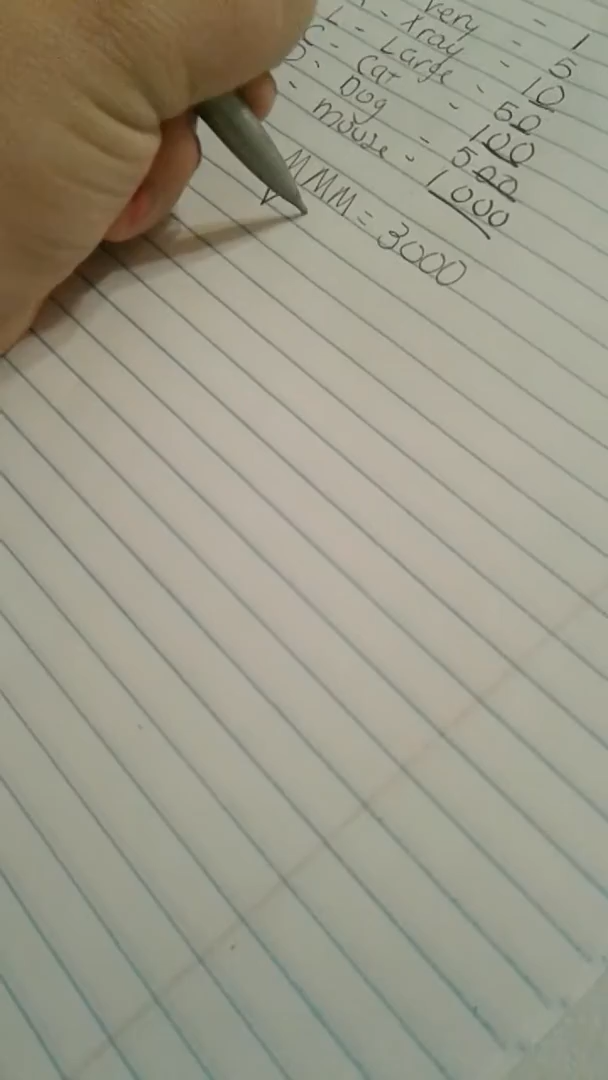 - 1
very - 5
X - Xray - 10
L - Large - 50
C - Cat - 100
D - Dog - 500
- mouse - 1000
MMM = 3000
V